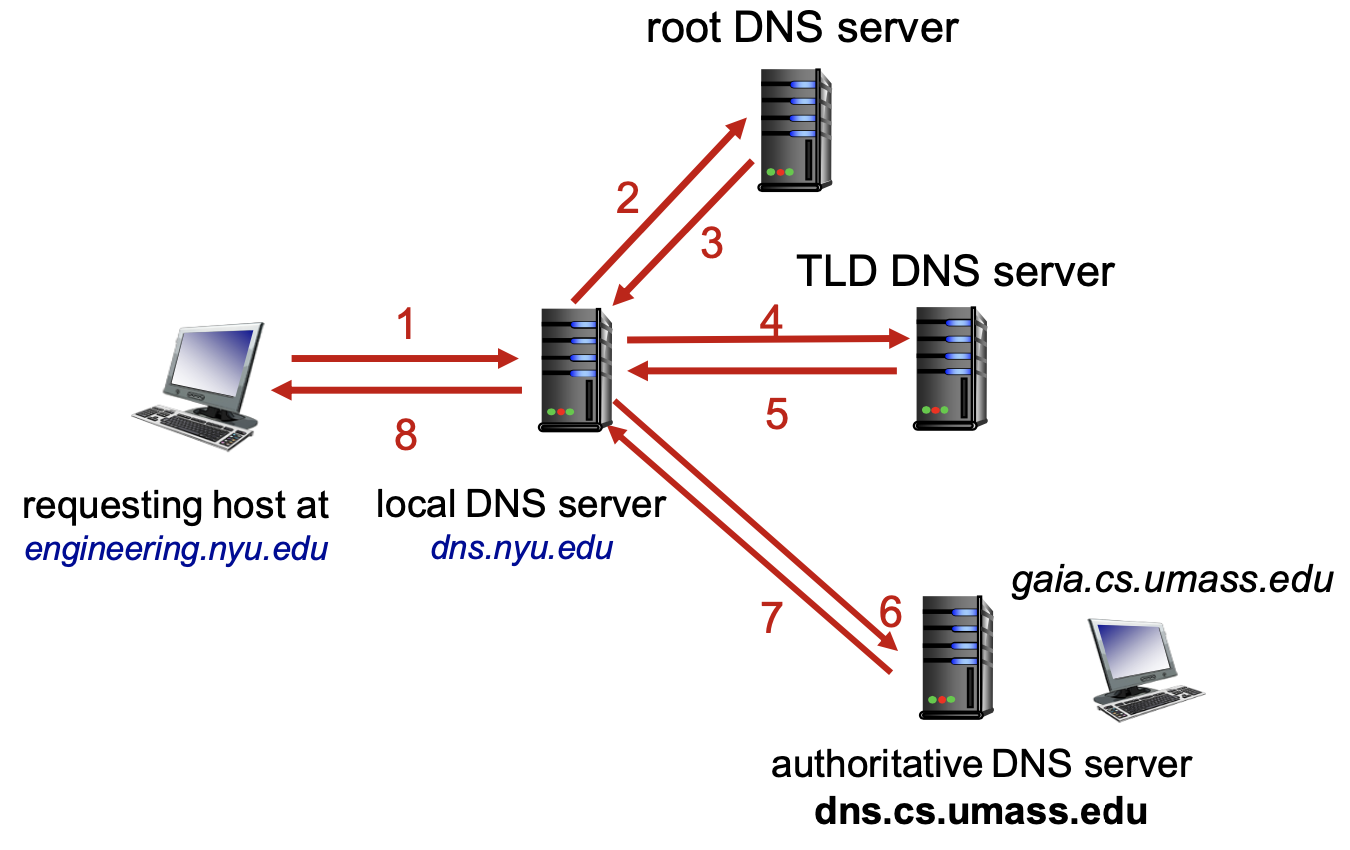 root DNS server
2
3
TLD DNS server
1
4
5
8
requesting host at
engineering.nyu.edu
local DNS server
dns.nyu.edu
gaia.cs.umass.edu
6
7
authoritative DNS server
dns.cs.umass.edu